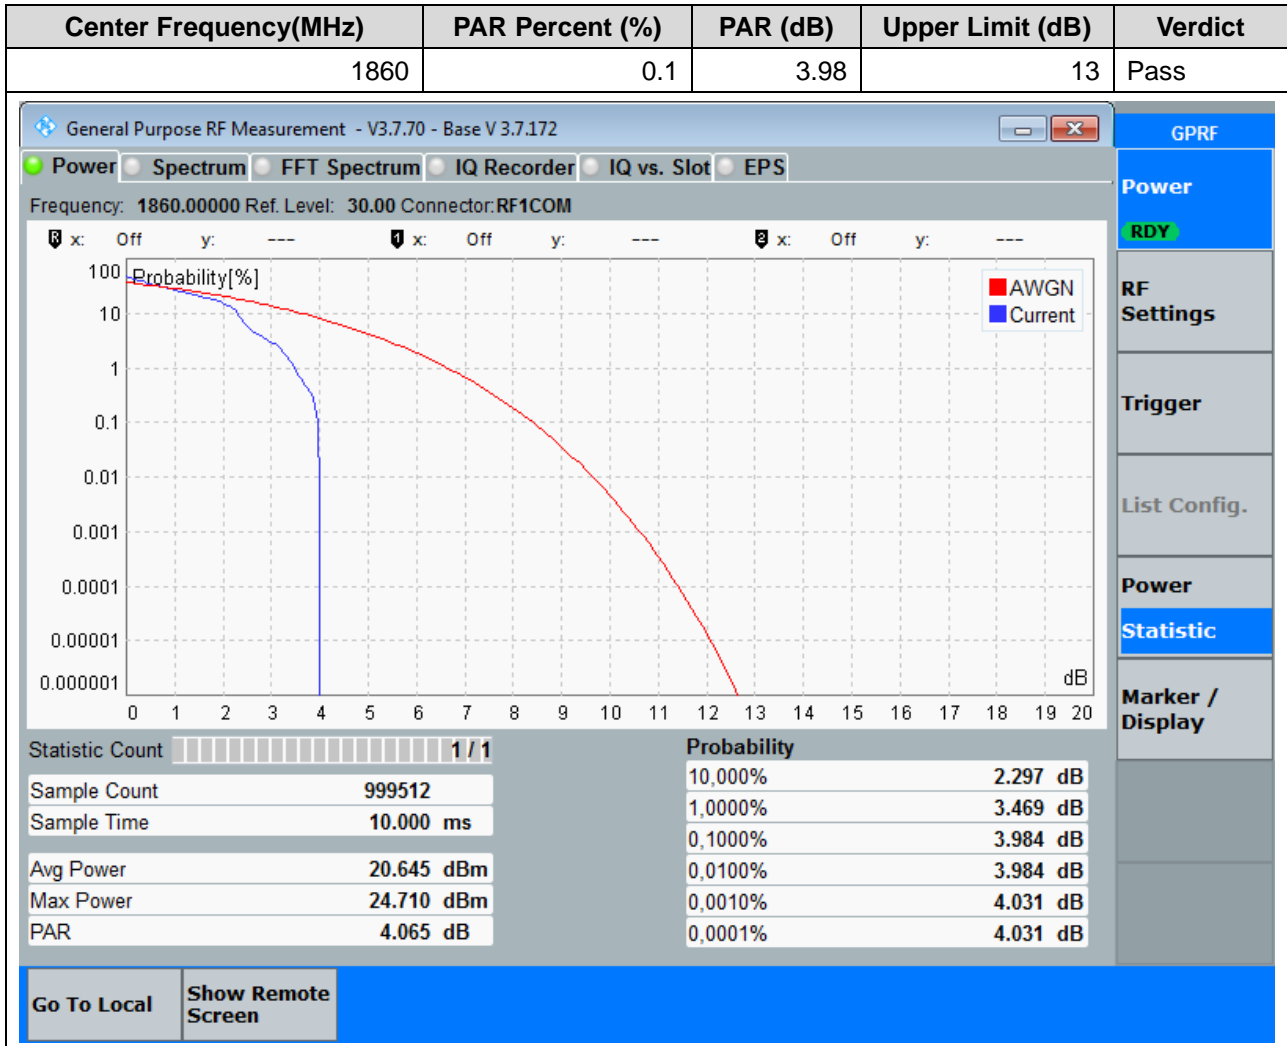 Center Frequency(MHz) PAR Percent (%) PAR (dB) Upper Limit (dB) Verdict
1860 0.1 3.98 13 Pass
General Purpose RF Measurement - V3.7.70 - Base V 3.7.172
GPRF
Power Spectrum FFT Spectrum IQ Recorder IQ vs. Slot EPS
Frequency: 1860.00000 Ref. Level: 30.00 Connector:RF1COM
R x: Off y: --- 1 x: Off y: --- 2 x: Off y: ---
Probability[%]
AWGN
Current
100
10
1
0.1
0.01
0.001
0.0001
0.00001
0.000001
dB
0 1 2 3 4 5 6 7 8 9 10 11 12 13 14 15 16 17 18 19 20
Statistic Count 1 / 1
Sample Count 999512
Sample Time 10.000 ms
Avg Power 20.645 dBm
Max Power 24.710 dBm
PAR 4.065 dB
Probability
10,000% 2.297 dB
1,0000% 3.469 dB
0,1000% 3.984 dB
0,0100% 3.984 dB
0,0010% 4.031 dB
0,0001% 4.031 dB
Power
RDY
RF
Settings
Trigger
List Config.
Power
Statistic
Marker /
Display
Go To Local
Show Remote
Screen